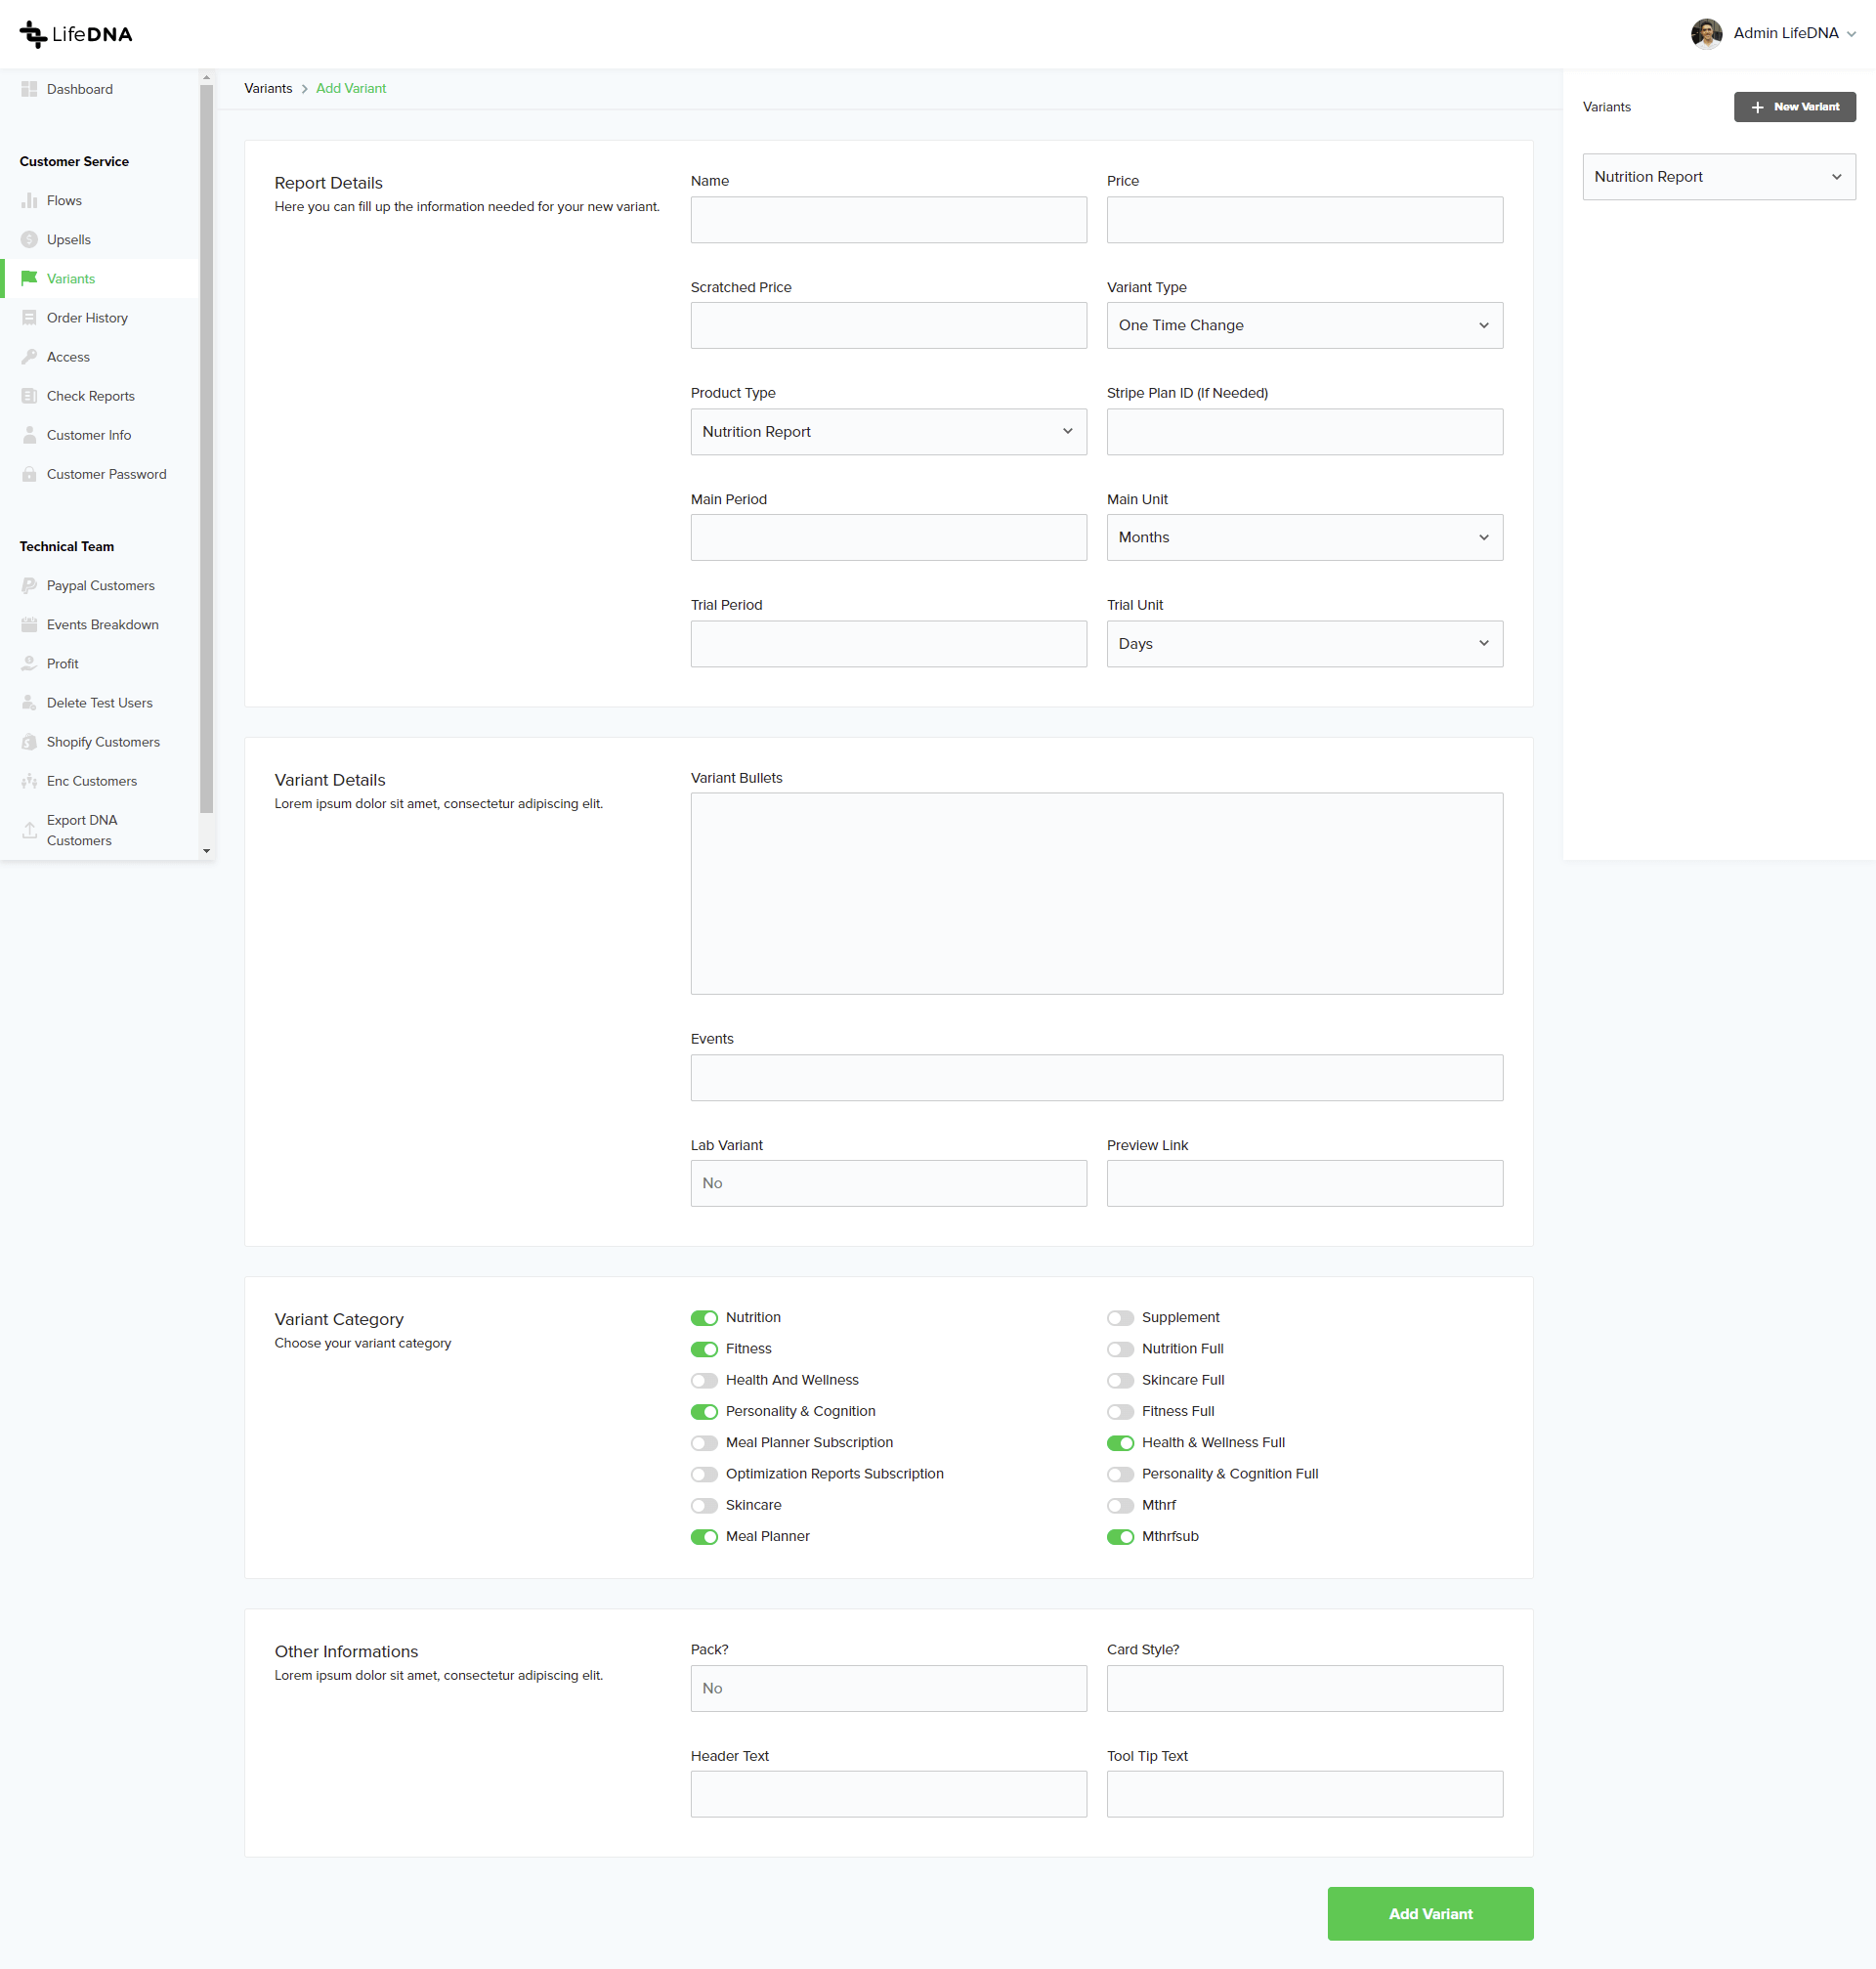 LifeDNA
Admin LifeDNA
Dashboard
Customer Service
Flows
Upsells
Variants
Order History
Access
Check Reports
Customer Info
Customer Password
Technical Team
Paypal Customers
Events Breakdown
Profit
Delete Test Users
Shopify Customers
Enc Customers
Export DNA
Customers
Variants > Add Variant
Report Details
Here you can fill up the information needed for your new variant.
Name
Price
Scratched Price
Variant Type
One Time Change
Product Type
Nutrition Report
Stripe Plan ID (If Needed)
Main Period
Main Unit
Months
Trial Period
Trial Unit
Days
Variant Details
Lorem ipsum dolor sit amet, consectetur adipiscing elit.
Variant Bullets
Events
Lab Variant
No
Preview Link
Variant Category
Choose your variant category
Nutrition
Fitness
Health And Wellness
Personality & Cognition
Meal Planner Subscription
Optimization Reports Subscription
Skincare
Meal Planner
Supplement
Nutrition Full
Skincare Full
Fitness Full
Health & Wellness Full
Personality & Cognition Full
Mthrf
Mthrfsub
Other Informations
Lorem ipsum dolor sit amet, consectetur adipiscing elit.
Pack?
No
Card Style?
Header Text
Tool Tip Text
Add Variant
Variants
+ New Variant
Nutrition Report